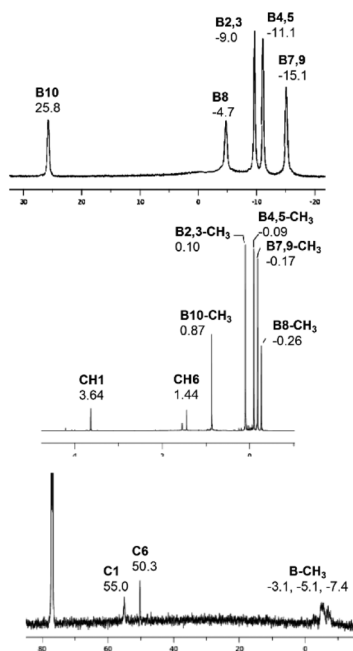 B4,5
-11.1
B2,3
-9.0
B7,9
-15.1
B10
25.8
B8
-4.7
30 20 10 0 -10 -20
B4,5-CH₃
-0.09
B2,3-CH₃
0.10
B7,9-CH₃
-0.17
B10-CH₃
0.87
B8-CH₃
-0.26
CH1
3.64
CH6
1.44
C6
50.3
C1
55.0
B-CH₃
-3.1, -5.1, -7.4
80 60 40 20 0